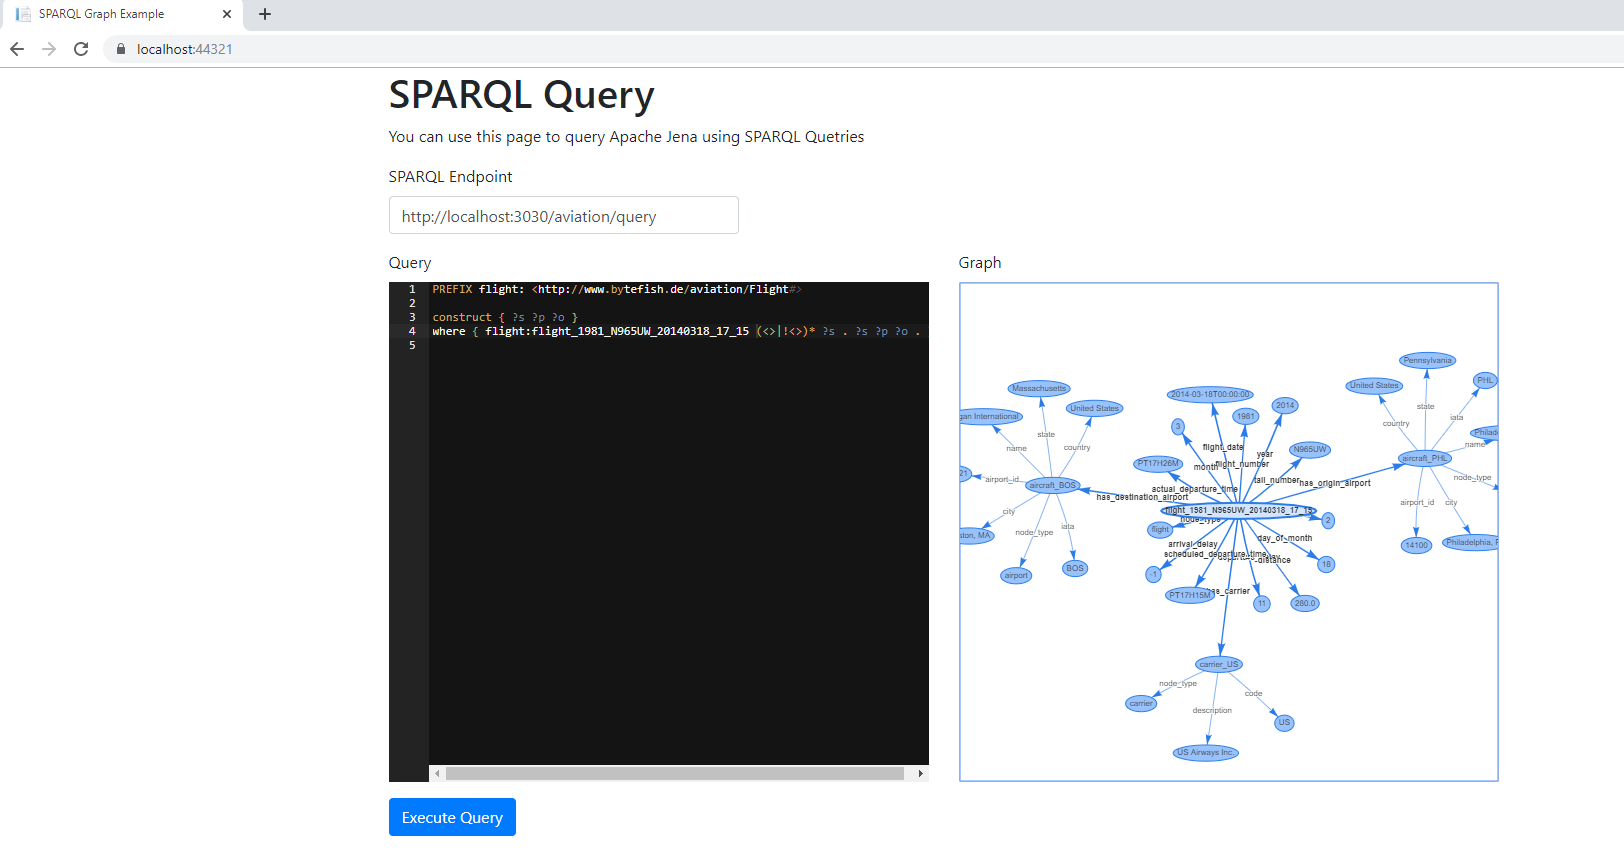 SPARQL Graph Example
localhost:44321
SPARQL Query
You can use this page to query Apache Jena using SPARQL Quetries
SPARQL Endpoint
http://localhost:3030/aviation/query
Query
1 PREFIX flight: <http://www.bytefish.de/aviation/Flight#>
2
3 construct { ?s ?p ?o }
4 where { flight:flight_1981_N965UW_20140318_17_15 (<>|!<>)* ?s . ?s ?p ?o .
5
Execute Query
Graph
Massachusetts
United States
gan International
state
name
country
21
airport_id
aircraft_BOS
city
node_type
iata
ston, MA
airport
BOS
2014-03-18T00:00:00
1981
2014
3
N965UW
PT17H26M
flight_date
month
flight_number
year
tail_number
has_origin_airport
actual_departure_time
has_destination_airport
flight_1981_N965UW_20140318_17_15
node_type
flight
2
arrival_delay
day_of_month
scheduled_departure_time
distance
-1
18
PT17H15M
has_carrier
11
280.0
Pennsylvania
United States
PHL
state
iata
country
Philad
name
aircraft_PHL
node_type
airport_id
city
14100
Philadelphia, P
carrier_US
node_type
code
carrier
description
US
US Airways Inc.